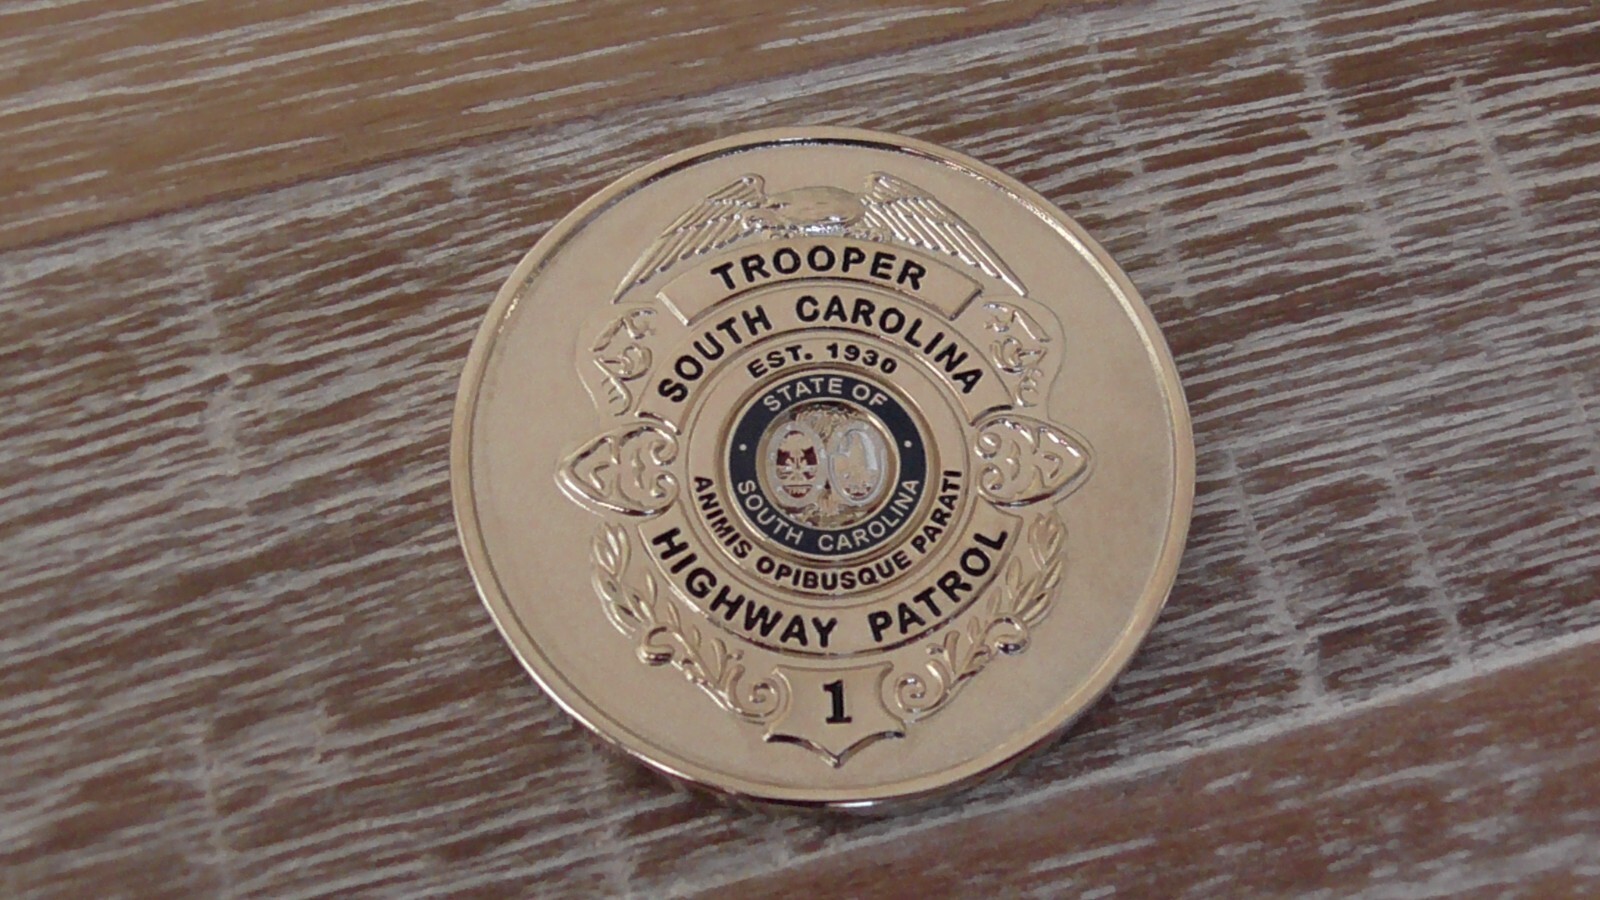 TROOPER
SOUTH CAROLINA
EST. 1930
STATE OF
SOUTH CAROLINA
ANIMIS OPIBUSQUE PARATI
HIGHWAY PATROL
1